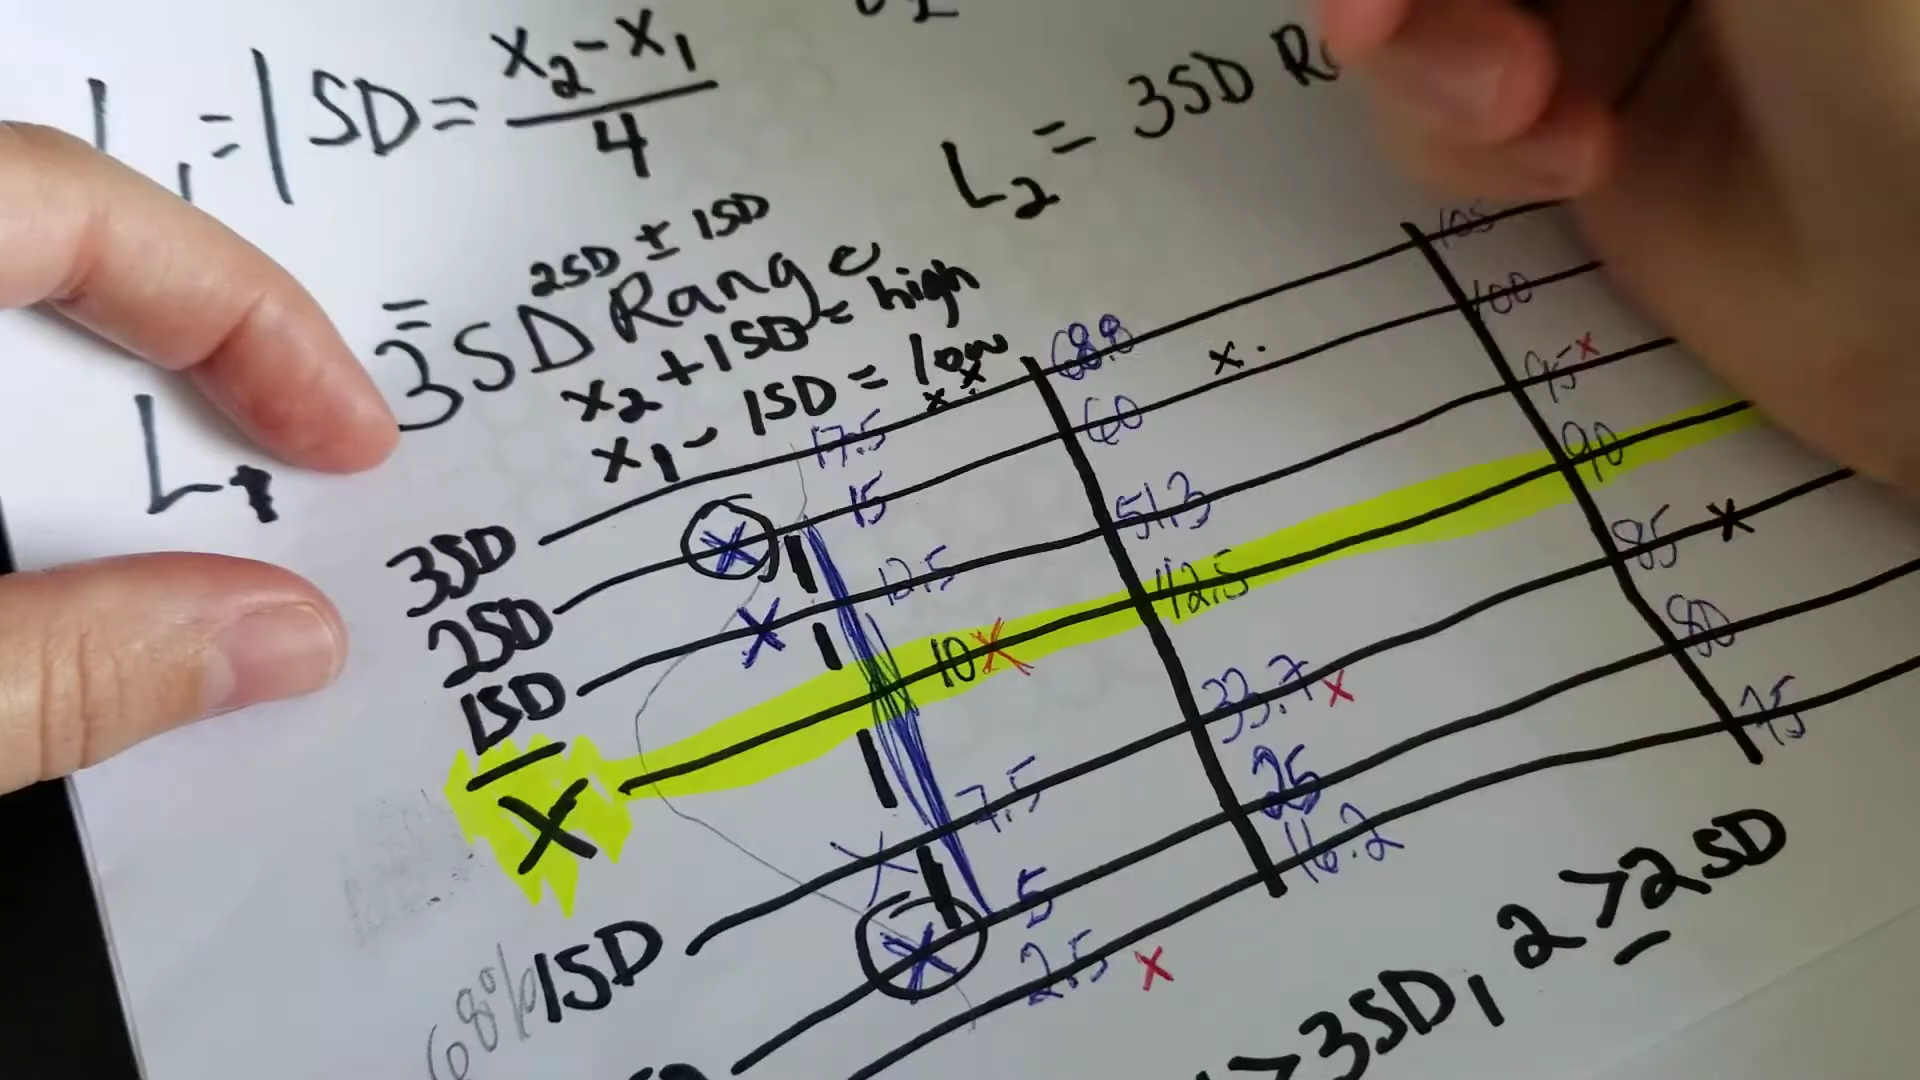 L1 = 1SD = x2 - x1 / 4
L2 = 3SD
2SD ± 1SD
= 3SD Range
x2 + 1SD = high
x1 - 1SD = low
L1
3SD 17.5 68.8 105
2SD X 15 60 x 100
1SD X 12.5 51.3 95 x
X 10 X 42.5 90
1SD X 7.5 33.7 x 85 x
X 5 25 80
2.5 x 16.2 75
68%
> 3SD, 2 > 2SD